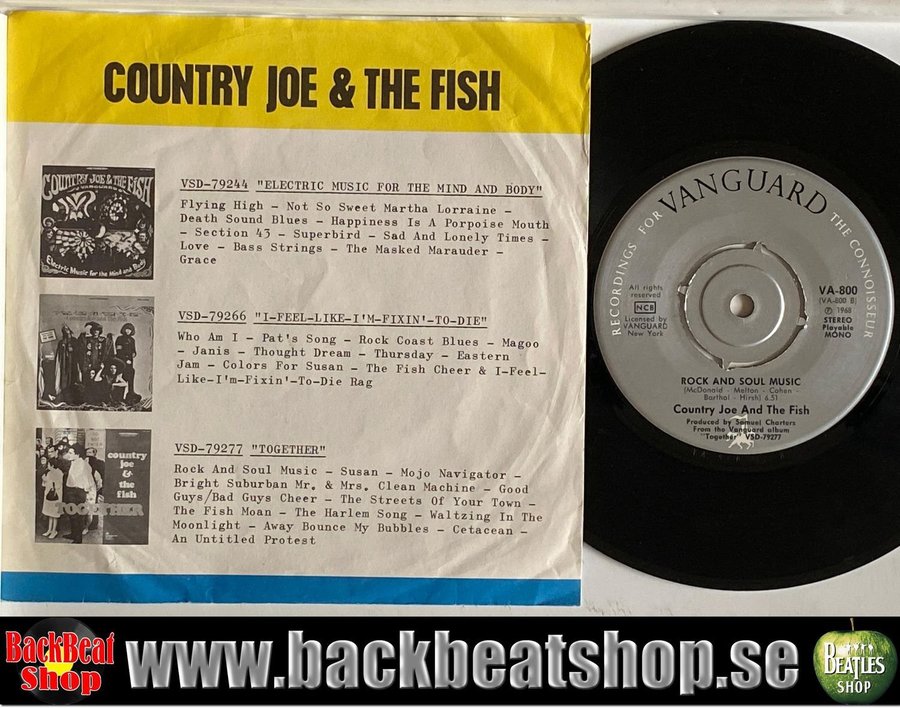 COUNTRY JOE & THE FISH
COUNTRY JOE & THE FISH
VANGUARD
Electric Music for the Mind and Body
VSD-79244 "ELECTRIC MUSIC FOR THE MIND AND BODY"
Flying High - Not So Sweet Martha Lorraine -
Death Sound Blues - Happiness Is A Porpoise Mouth
- Section 43 - Superbird - Sad And Lonely Times -
Love - Bass Strings - The Masked Marauder -
Grace
VSD-79266 "I-FEEL-LIKE-I'M-FIXIN'-TO-DIE"
Who Am I - Pat's Song - Rock Coast Blues - Magoo
- Janis - Thought Dream - Thursday - Eastern
Jam - Colors For Susan - The Fish Cheer & I-Feel-
Like-I'm-Fixin'-To-Die Rag
country
joe
&
the
fish
TOGETHER
VSD-79277 "TOGETHER"
Rock And Soul Music - Susan - Mojo Navigator -
Bright Suburban Mr. & Mrs. Clean Machine - Good
Guys/Bad Guys Cheer - The Streets Of Your Town -
The Fish Moan - The Harlem Song - Waltzing In The
Moonlight - Away Bounce My Bubbles - Cetacean -
An Untitled Protest
RECORDINGS FOR VANGUARD THE CONNOISSEUR
All rights
reserved
NCB
Licensed by
VANGUARD
New York
VA-800
(VA-800 B)
℗ 1968
STEREO
Playable
MONO
ROCK AND SOUL MUSIC
(McDonald - Melton - Cohen -
Barthol - Hirsh) 6.51
Country Joe And The Fish
Produced by Samuel Charters
From the Vanguard album
"Together" VSD-79277
BackBeat
Shop
www.backbeatshop.se
BEATLES
SHOP